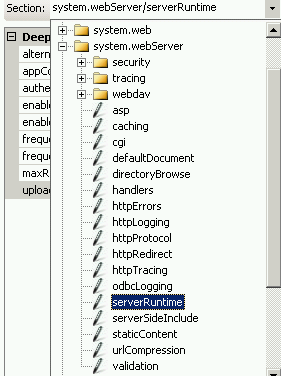 Section: system.webServer/serverRuntime
Deep
altern
appCo
authe
enable
enable
freque
freque
maxR
upload
system.web
system.webServer
security
tracing
webdav
asp
caching
cgi
defaultDocument
directoryBrowse
handlers
httpErrors
httpLogging
httpProtocol
httpRedirect
httpTracing
odbcLogging
serverRuntime
serverSideInclude
staticContent
urlCompression
validation